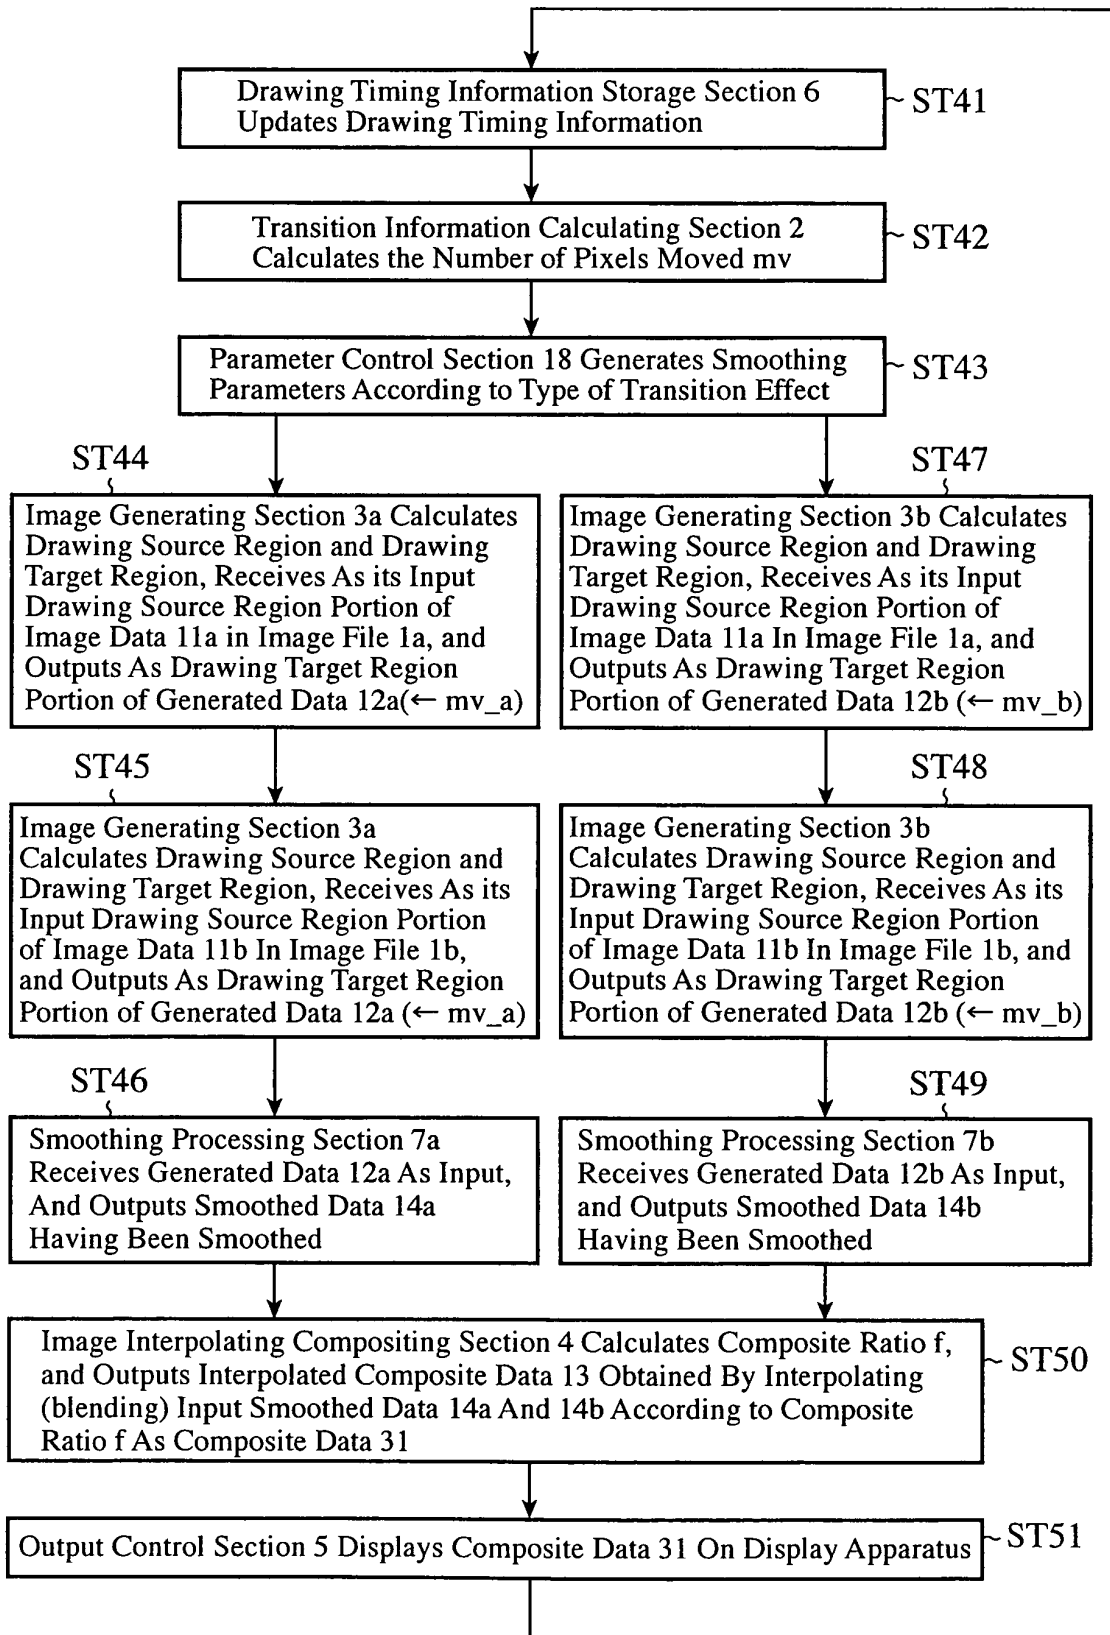 Drawing Timing Information Storage Section 6
Updates Drawing Timing Information
ST41
Transition Information Calculating Section 2
Calculates the Number of Pixels Moved mv
ST42
Parameter Control Section 18 Generates Smoothing
Parameters According to Type of Transition Effect
ST43
ST44
Image Generating Section 3a Calculates
Drawing Source Region and Drawing
Target Region, Receives As its Input
Drawing Source Region Portion of
Image Data 11a in Image File 1a, and
Outputs As Drawing Target Region
Portion of Generated Data 12a(← mv_a)
ST47
Image Generating Section 3b Calculates
Drawing Source Region and Drawing
Target Region, Receives As its Input
Drawing Source Region Portion of
Image Data 11a In Image File 1a, and
Outputs As Drawing Target Region
Portion of Generated Data 12b (← mv_b)
ST45
Image Generating Section 3a
Calculates Drawing Source Region and
Drawing Target Region, Receives As its
Input Drawing Source Region Portion
of Image Data 11b In Image File 1b,
and Outputs As Drawing Target Region
Portion of Generated Data 12a (← mv_a)
ST48
Image Generating Section 3b
Calculates Drawing Source Region and
Drawing Target Region, Receives As its
Input Drawing Source Region Portion
of Image Data 11b In Image File 1b, and
Outputs As Drawing Target Region
Portion of Generated Data 12b (← mv_b)
ST46
Smoothing Processing Section 7a
Receives Generated Data 12a As Input,
And Outputs Smoothed Data 14a
Having Been Smoothed
ST49
Smoothing Processing Section 7b
Receives Generated Data 12b As Input,
and Outputs Smoothed Data 14b
Having Been Smoothed
Image Interpolating Compositing Section 4 Calculates Composite Ratio f,
and Outputs Interpolated Composite Data 13 Obtained By Interpolating
(blending) Input Smoothed Data 14a And 14b According to Composite
Ratio f As Composite Data 31
ST50
Output Control Section 5 Displays Composite Data 31 On Display Apparatus
ST51